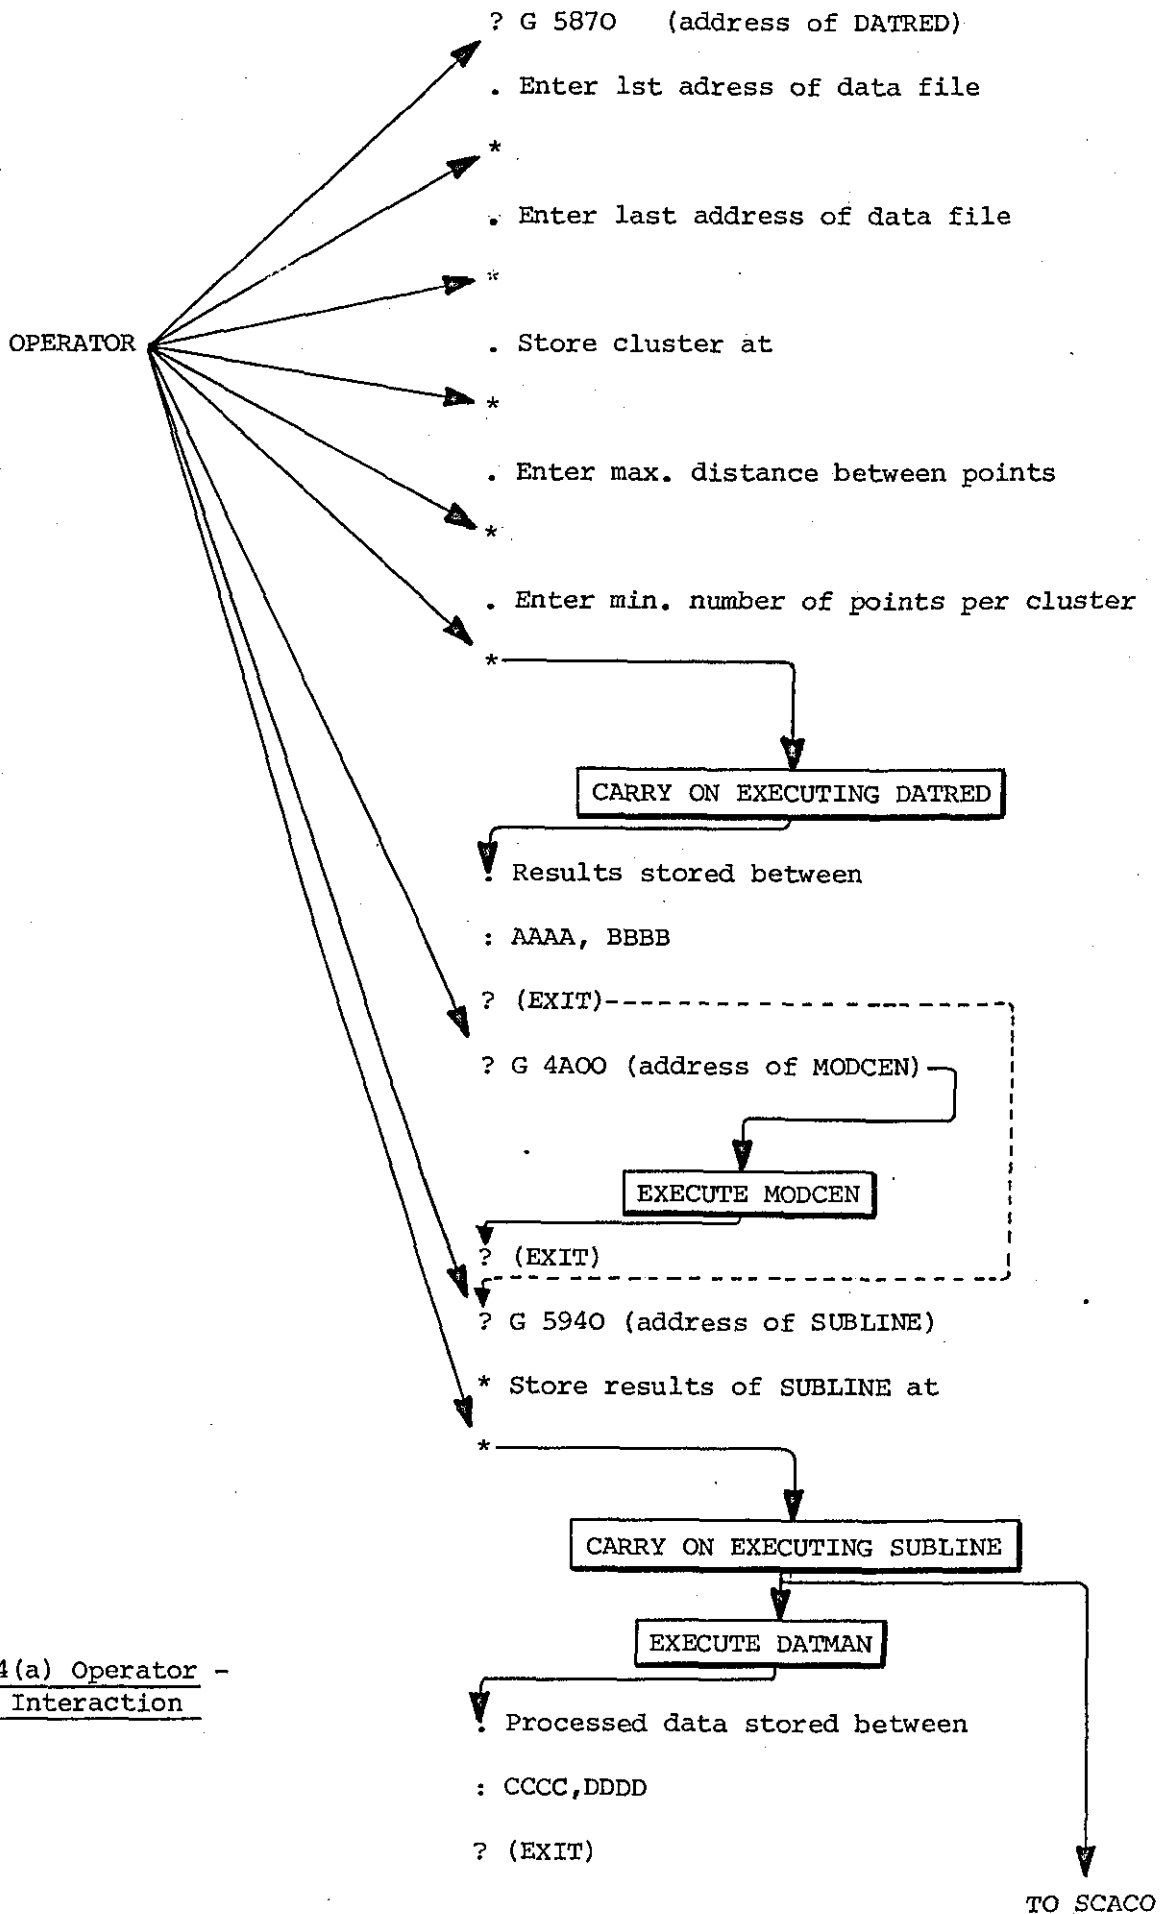 ? G 5870 (address of DATRED)
. Enter 1st adress of data file
*
. Enter last address of data file
*
OPERATOR
. Store cluster at
*
. Enter max. distance between points
*
. Enter min. number of points per cluster
*
CARRY ON EXECUTING DATRED
! Results stored between
: AAAA, BBBB
? (EXIT)
? G 4A00 (address of MODCEN)
EXECUTE MODCEN
? (EXIT)
? G 5940 (address of SUBLINE)
* Store results of SUBLINE at
*
CARRY ON EXECUTING SUBLINE
EXECUTE DATMAN
4(a) Operator -
Interaction
! Processed data stored between
: CCCC,DDDD
? (EXIT)
TO SCACO